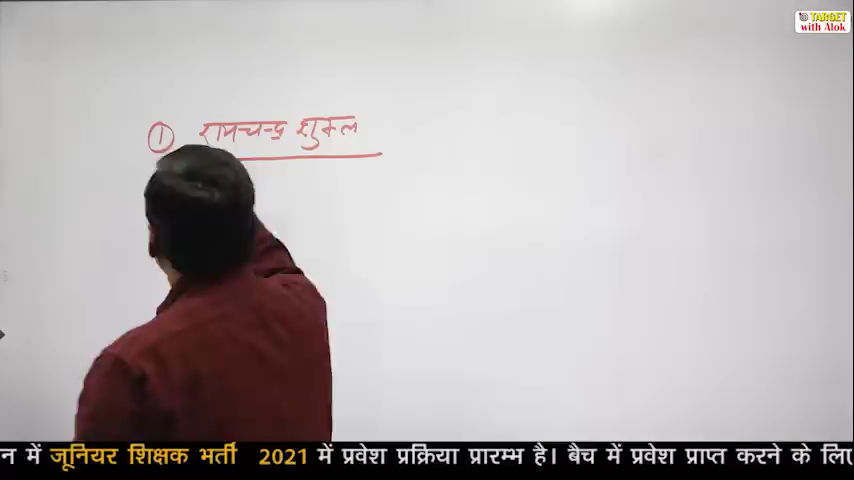 TARGET
with Alok
① रामचन्द्र शुक्ल
न में जूनियर शिक्षक भर्ती 2021 में प्रवेश प्रक्रिया प्रारम्भ है। बैच में प्रवेश प्राप्त करने के लिए